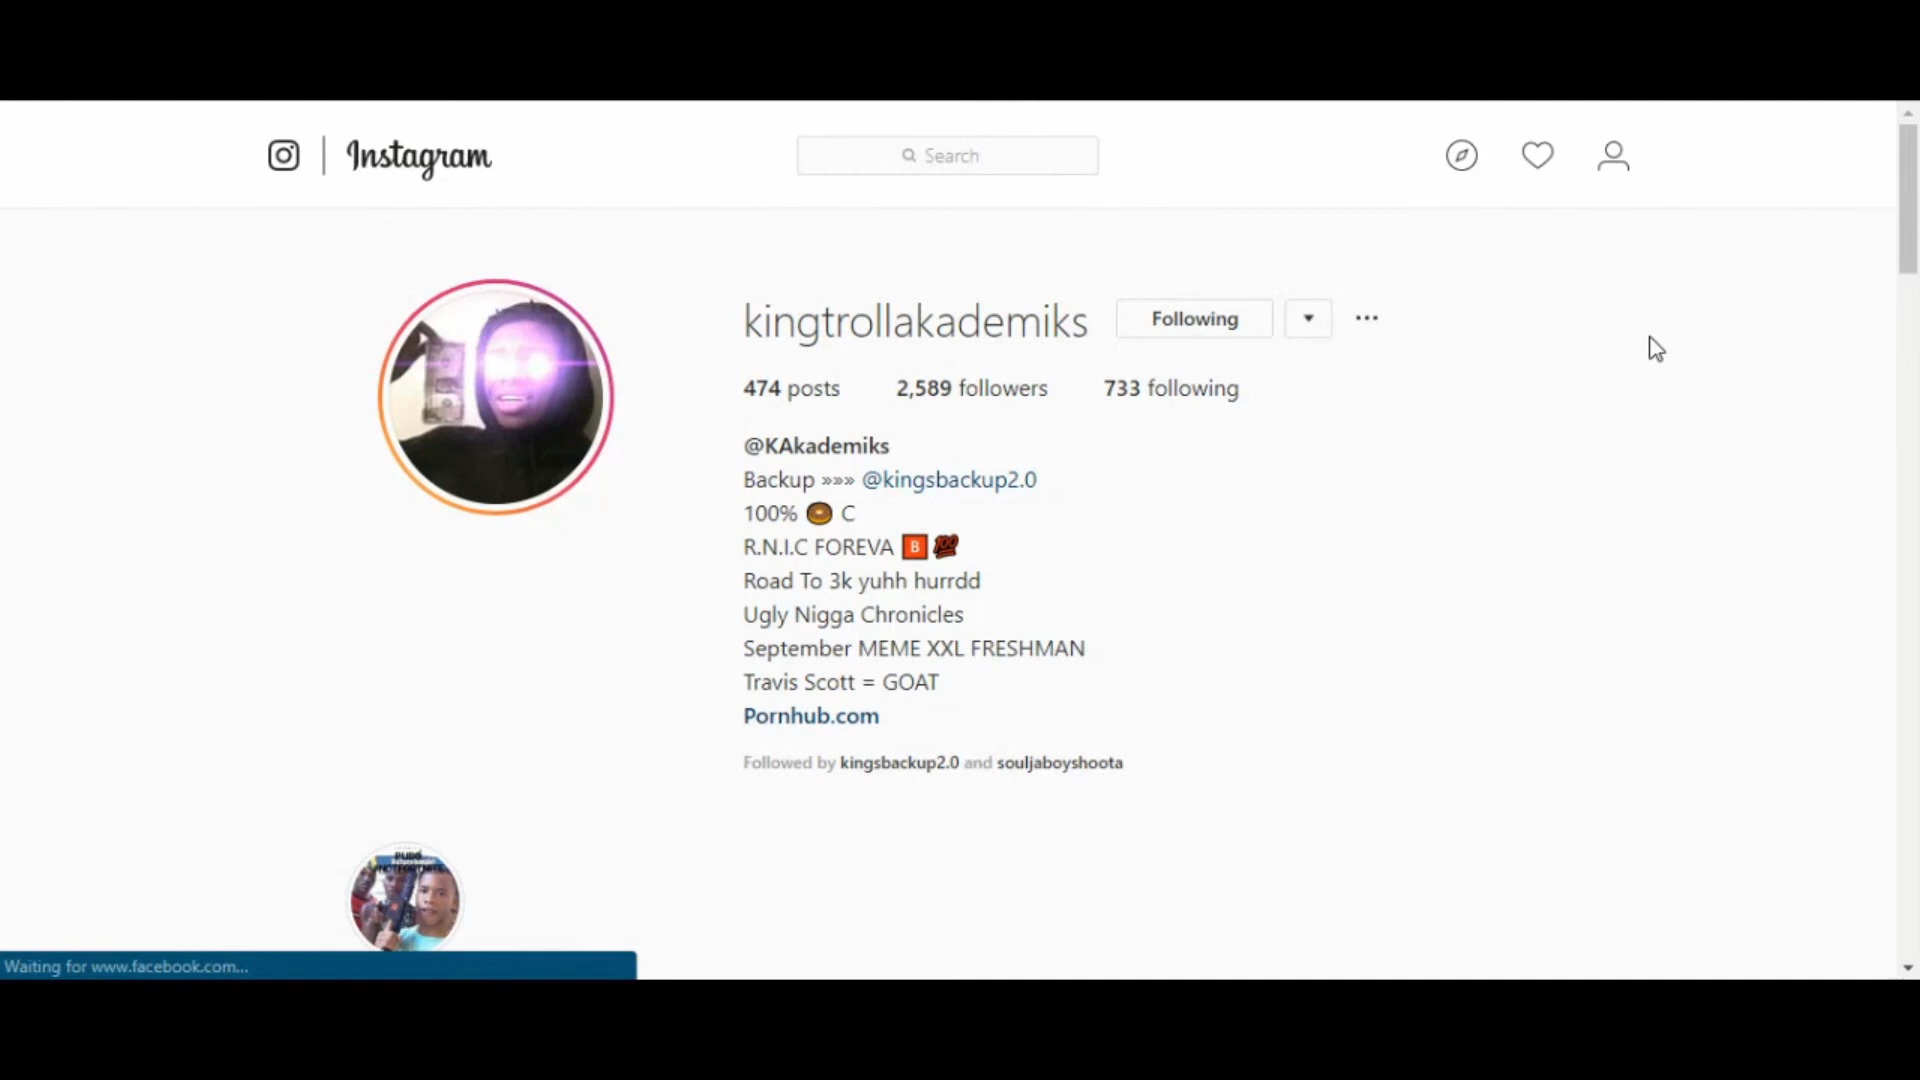 Instagram
Search
kingtrollakademiks
Following
474 posts 2,589 followers 733 following
@KAkademiks
Backup »»» @kingsbackup2.0
100% 🍩 C
R.N.I.C FOREVA 🅱 💯
Road To 3k yuhh hurrdd
Ugly Nigga Chronicles
September MEME XXL FRESHMAN
Travis Scott = GOAT
Pornhub.com
Followed by kingsbackup2.0 and souljaboyshoota
PUBG
Waiting for www.facebook.com...